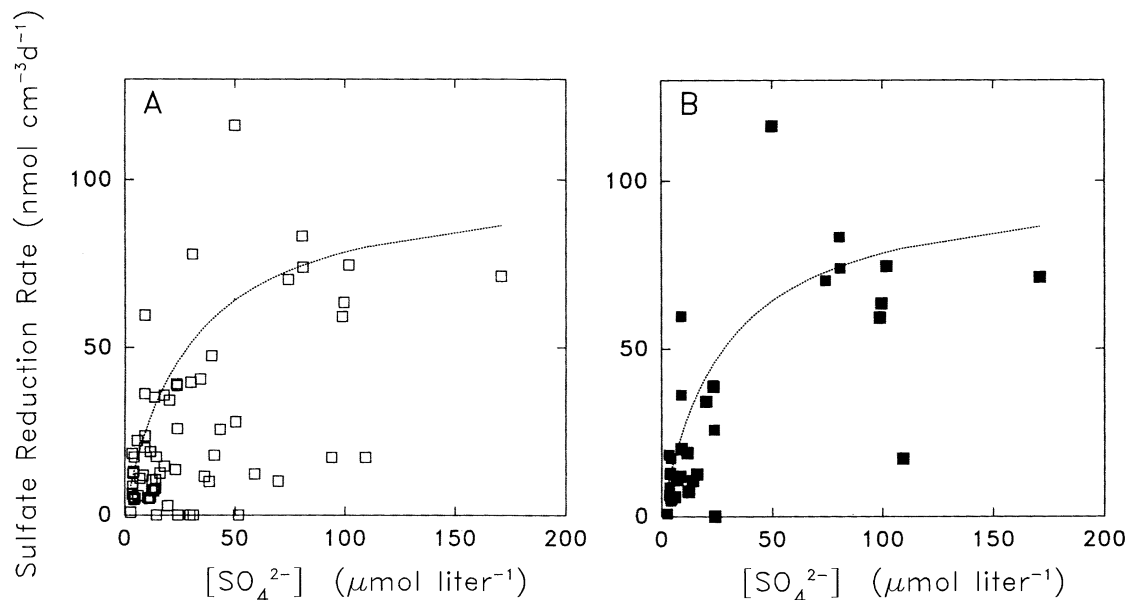 Sulfate Reduction Rate (nmol cm⁻³d⁻¹)
A
100
50
0
0 50 100 150 200
[SO₄²⁻] (μmol liter⁻¹)
B
100
50
0
0 50 100 150 200
[SO₄²⁻] (μmol liter⁻¹)